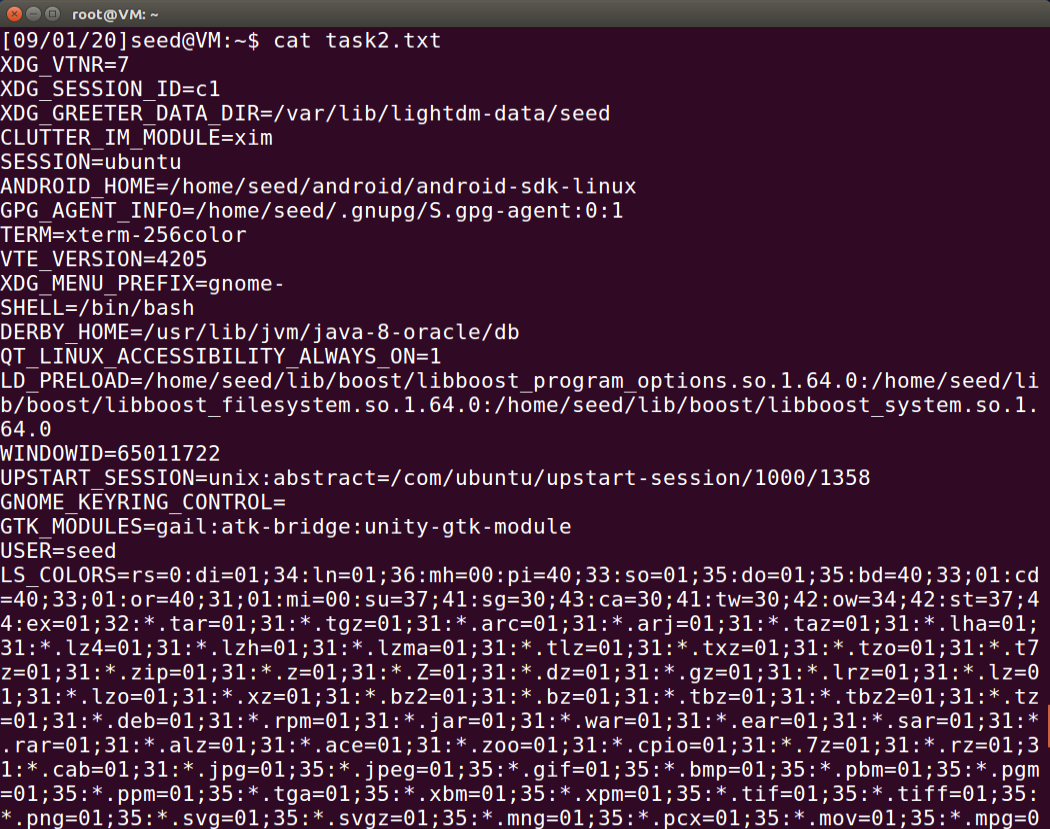 root@VM: ~
[09/01/20]seed@VM:~$ cat task2.txt
XDG_VTNR=7
XDG_SESSION_ID=c1
XDG_GREETER_DATA_DIR=/var/lib/lightdm-data/seed
CLUTTER_IM_MODULE=xim
SESSION=ubuntu
ANDROID_HOME=/home/seed/android/android-sdk-linux
GPG_AGENT_INFO=/home/seed/.gnupg/S.gpg-agent:0:1
TERM=xterm-256color
VTE_VERSION=4205
XDG_MENU_PREFIX=gnome-
SHELL=/bin/bash
DERBY_HOME=/usr/lib/jvm/java-8-oracle/db
QT_LINUX_ACCESSIBILITY_ALWAYS_ON=1
LD_PRELOAD=/home/seed/lib/boost/libboost_program_options.so.1.64.0:/home/seed/li
b/boost/libboost_filesystem.so.1.64.0:/home/seed/lib/boost/libboost_system.so.1.
64.0
WINDOWID=65011722
UPSTART_SESSION=unix:abstract=/com/ubuntu/upstart-session/1000/1358
GNOME_KEYRING_CONTROL=
GTK_MODULES=gail:atk-bridge:unity-gtk-module
USER=seed
LS_COLORS=rs=0:di=01;34:ln=01;36:mh=00:pi=40;33:so=01;35:do=01;35:bd=40;33;01:cd
=40;33;01:or=40;31;01:mi=00:su=37;41:sg=30;43:ca=30;41:tw=30;42:ow=34;42:st=37;4
4:ex=01;32:*.tar=01;31:*.tgz=01;31:*.arc=01;31:*.arj=01;31:*.taz=01;31:*.lha=01;
31:*.lz4=01;31:*.lzh=01;31:*.lzma=01;31:*.tlz=01;31:*.txz=01;31:*.tzo=01;31:*.t7
z=01;31:*.zip=01;31:*.z=01;31:*.Z=01;31:*.dz=01;31:*.gz=01;31:*.lrz=01;31:*.lz=0
1;31:*.lzo=01;31:*.xz=01;31:*.bz2=01;31:*.bz=01;31:*.tbz=01;31:*.tbz2=01;31:*.tz
=01;31:*.deb=01;31:*.rpm=01;31:*.jar=01;31:*.war=01;31:*.ear=01;31:*.sar=01;31:*
.rar=01;31:*.alz=01;31:*.ace=01;31:*.zoo=01;31:*.cpio=01;31:*.7z=01;31:*.rz=01;3
1:*.cab=01;31:*.jpg=01;35:*.jpeg=01;35:*.gif=01;35:*.bmp=01;35:*.pbm=01;35:*.pgm
=01;35:*.ppm=01;35:*.tga=01;35:*.xbm=01;35:*.xpm=01;35:*.tif=01;35:*.tiff=01;35:
*.png=01;35:*.svg=01;35:*.svgz=01;35:*.mng=01;35:*.pcx=01;35:*.mov=01;35:*.mpg=0